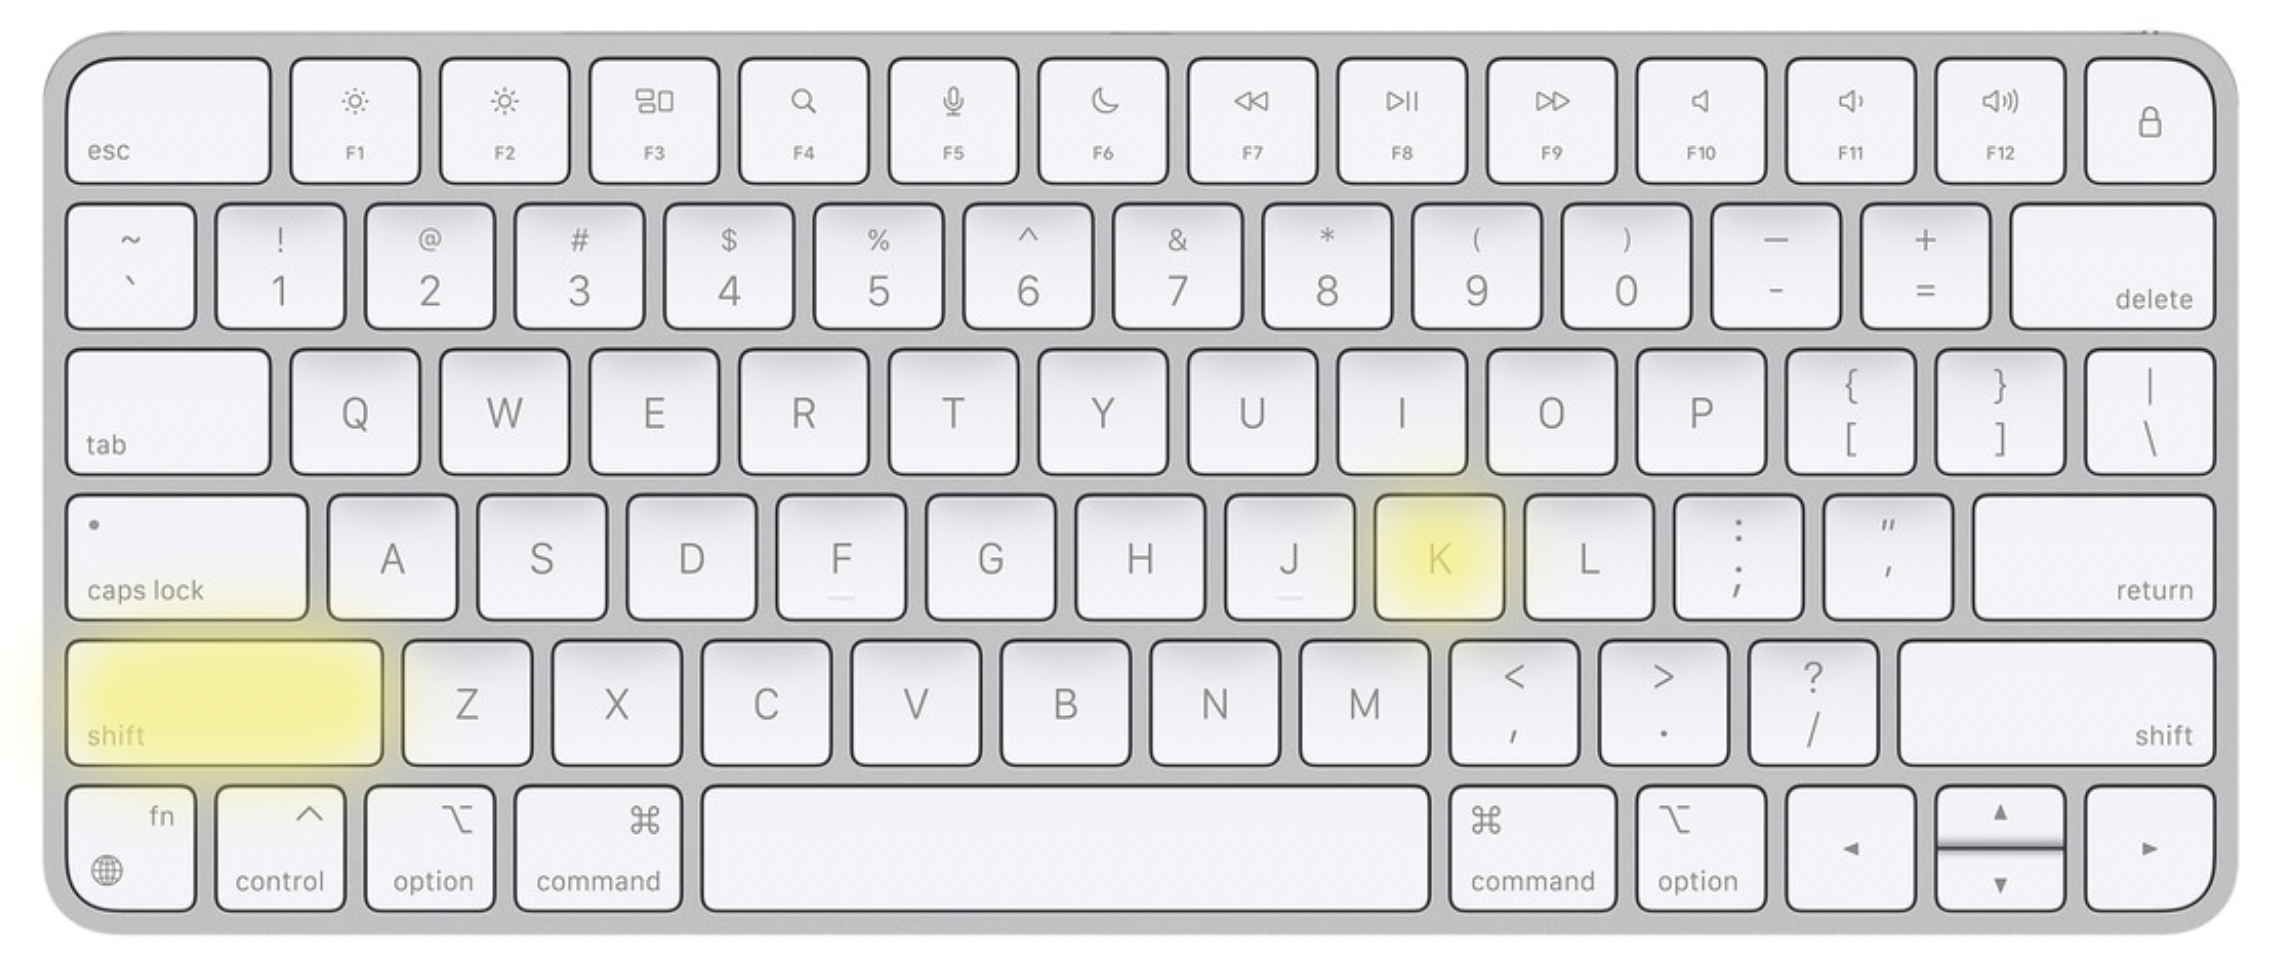 esc F1 F2 F3 F4 F5 F6 F7 F8 F9 F10 F11 F12
~ ! @ # $ % ^ & * ( ) — +
` 1 2 3 4 5 6 7 8 9 0 - = delete
tab Q W E R T Y U I O P { [ } ] | \
caps lock A S D F G H J K L : ; " ' return
shift Z X C V B N M < , > . ? / shift
fn ^ control ⌥ option ⌘ command ⌘ command ⌥ option ◀ ▲ ▼ ▶